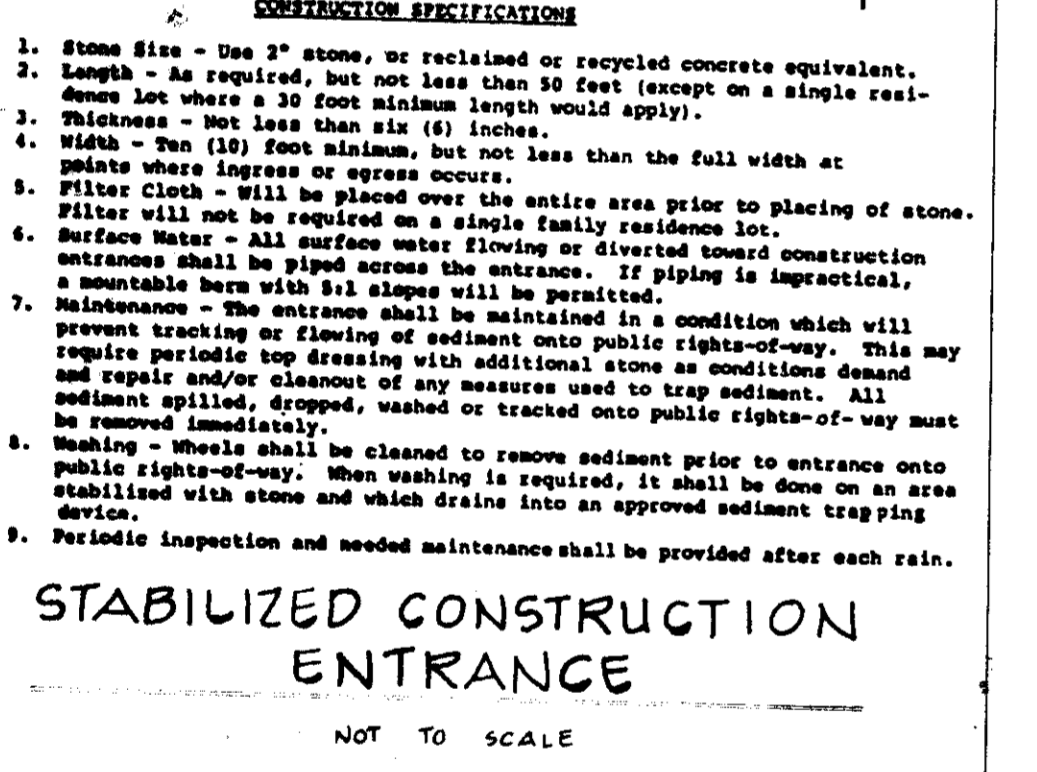 CONSTRUCTION SPECIFICATIONS
1. Stone Size - Use 2" stone, or reclaimed or recycled concrete equivalent.
2. Length - As required, but not less than 50 feet (except on a single resi-
dence lot where a 30 foot minimum length would apply).
3. Thickness - Not less than six (6) inches.
4. Width - Ten (10) foot minimum, but not less than the full width at
points where ingress or egress occurs.
5. Filter Cloth - Will be placed over the entire area prior to placing of stone.
Filter will not be required on a single family residence lot.
6. Surface Water - All surface water flowing or diverted toward construction
entrances shall be piped across the entrance. If piping is impractical,
a mountable berm with 5:1 slopes will be permitted.
7. Maintenance - The entrance shall be maintained in a condition which will
prevent tracking or flowing of sediment onto public rights-of-way. This may
require periodic top dressing with additional stone as conditions demand
and repair and/or cleanout of any measures used to trap sediment. All
sediment spilled, dropped, washed or tracked onto public rights-of-way must
be removed immediately.
8. Washing - Wheels shall be cleaned to remove sediment prior to entrance onto
public rights-of-way. When washing is required, it shall be done on an area
stabilized with stone and which drains into an approved sediment trapping
device.
9. Periodic inspection and needed maintenance shall be provided after each rain.
STABILIZED CONSTRUCTION
ENTRANCE
NOT TO SCALE